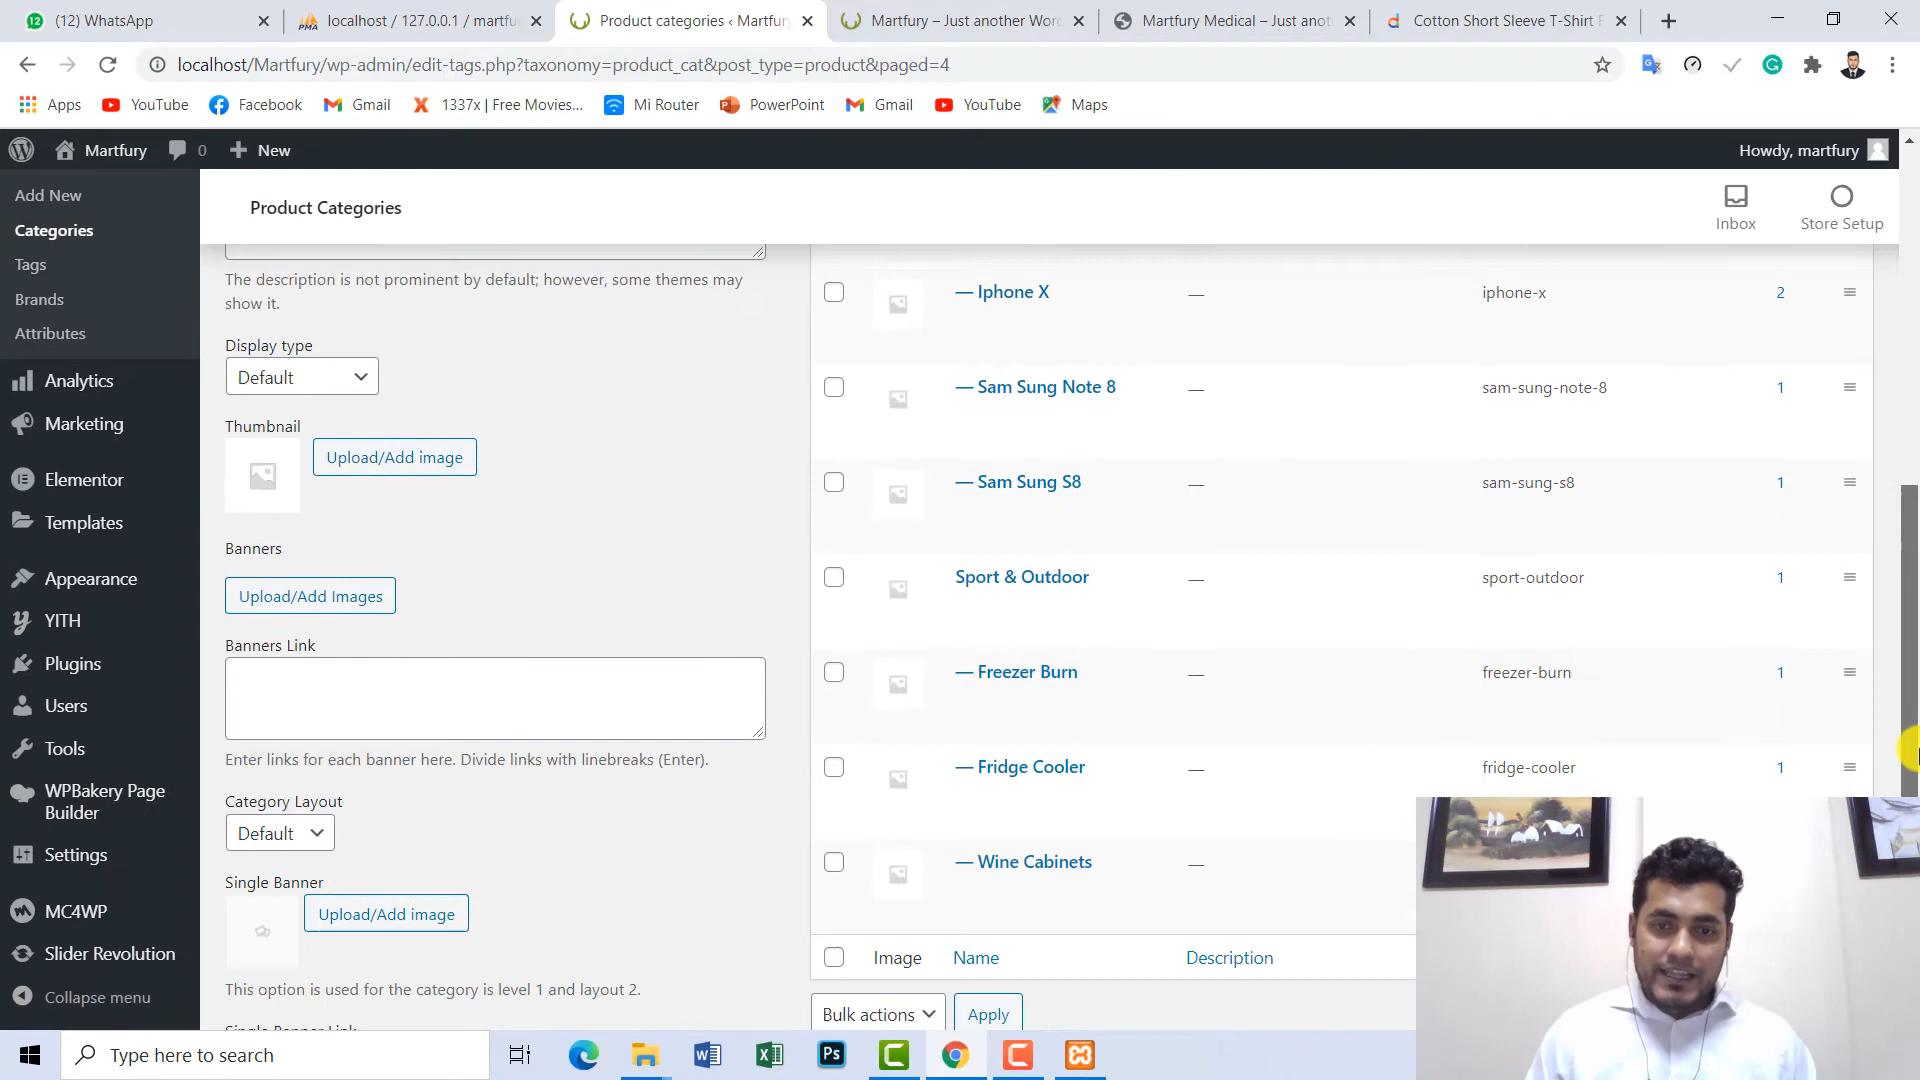 (12) WhatsApp
localhost / 127.0.0.1 / martfu
Product categories ‹ Martfury
Martfury – Just another Wor
Martfury Medical – Just anot
Cotton Short Sleeve T-Shirt F
localhost/Martfury/wp-admin/edit-tags.php?taxonomy=product_cat&post_type=product&paged=4
Apps
YouTube
Facebook
Gmail
1337x | Free Movies...
Mi Router
PowerPoint
Gmail
YouTube
Maps
Martfury
0
New
Howdy, martfury
Add New
Categories
Tags
Brands
Attributes
Analytics
Marketing
Elementor
Templates
Appearance
YITH
Plugins
Users
Tools
WPBakery Page
Builder
Settings
MC4WP
Slider Revolution
Collapse menu
Product Categories
Inbox
Store Setup
The description is not prominent by default; however, some themes may
show it.
Display type
Default
Thumbnail
Upload/Add image
Banners
Upload/Add Images
Banners Link
Enter links for each banner here. Divide links with linebreaks (Enter).
Category Layout
Default
Single Banner
Upload/Add image
This option is used for the category is level 1 and layout 2.
Single Banner Link
— Iphone X — iphone-x 2
— Sam Sung Note 8 — sam-sung-note-8 1
— Sam Sung S8 — sam-sung-s8 1
Sport & Outdoor — sport-outdoor 1
— Freezer Burn — freezer-burn 1
— Fridge Cooler — fridge-cooler 1
— Wine Cabinets —
Image Name Description
Bulk actions
Apply
Type here to search